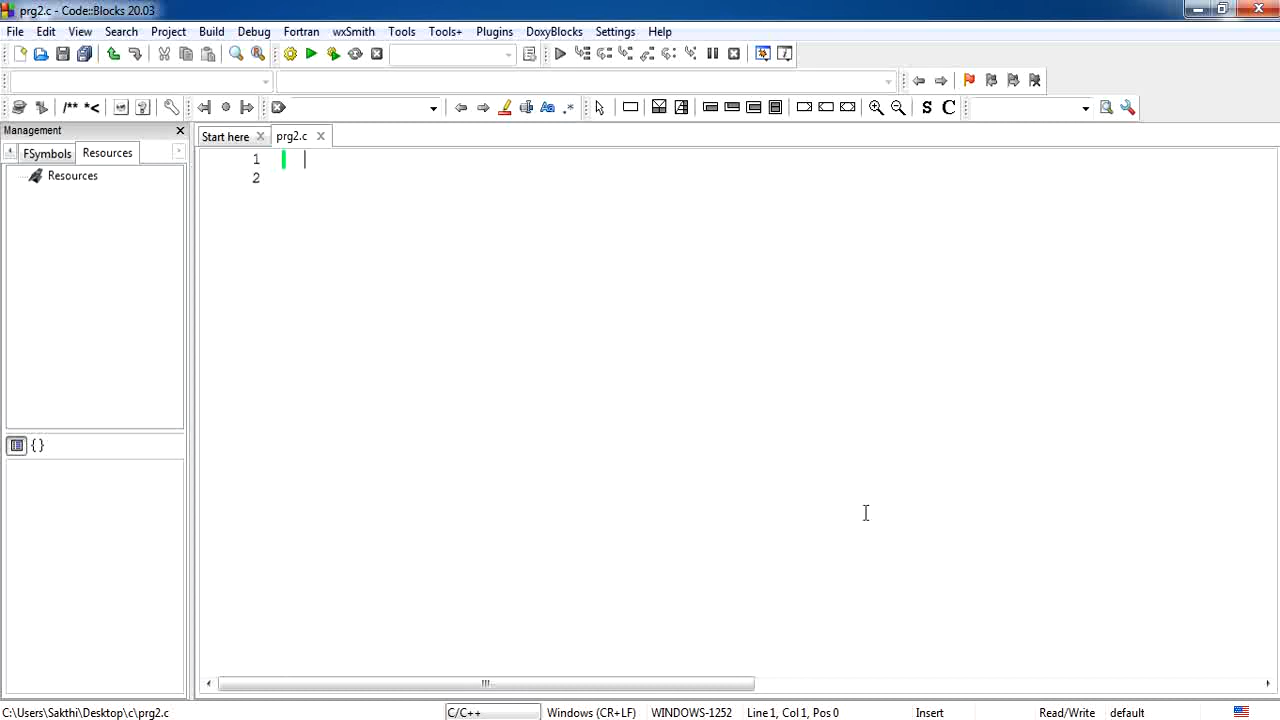 prg2.c - Code::Blocks 20.03
File Edit View Search Project Build Debug Fortran wxSmith Tools Tools+ Plugins DoxyBlocks Settings Help
/** *< Aa .* S C
Management
FSymbols Resources
Start here prg2.c
Resources
1
2
{}
C:\Users\Sakthi\Desktop\c\prg2.c C/C++ Windows (CR+LF) WINDOWS-1252 Line 1, Col 1, Pos 0 Insert Read/Write default